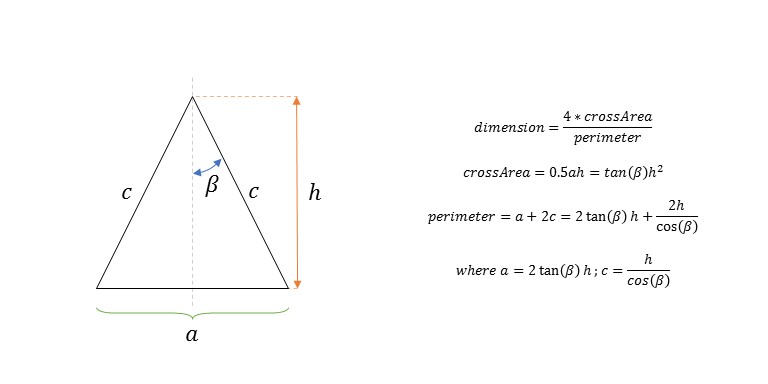 c
β
c
h
a
dimension = 4 * crossArea / perimeter
crossArea = 0.5ah = tan(β)h²
perimeter = a + 2c = 2 tan(β) h + 2h / cos(β)
where a = 2 tan(β) h ; c = h / cos(β)